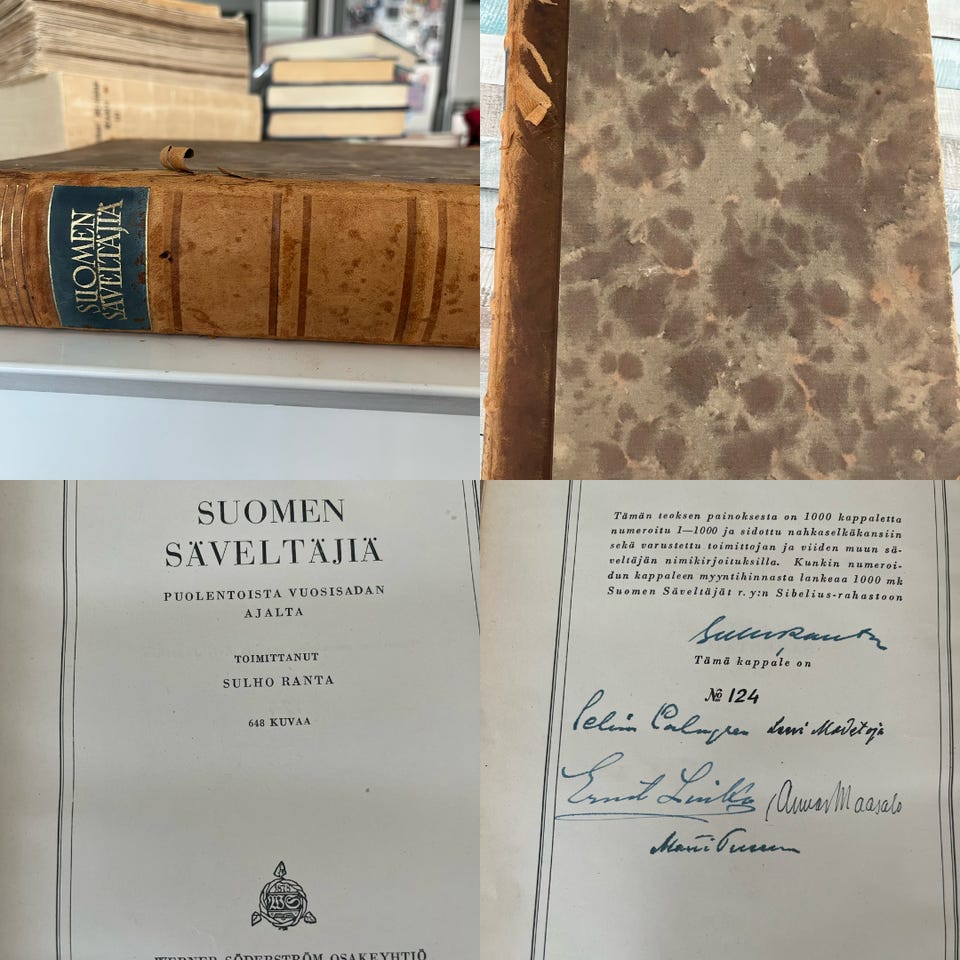 SUOMEN
SÄVELTÄJIÄ
SUOMEN
SÄVELTÄJIÄ
PUOLENTOISTA VUOSISADAN
AJALTA
TOIMITTANUT
SULHO RANTA
648 KUVAA
WS
WERNER SÖDERSTRÖM OSAKEYHTIÖ
Tämän teoksen painoksesta on 1000 kappaletta
numeroitu 1—1000 ja sidottu nahkaselkäkansiin
sekä varustettu toimittajan ja viiden muun sä-
veltäjän nimikirjoituksilla. Kunkin numeroi-
dun kappaleen myyntihinnasta lankeaa 1000 mk
Suomen Säveltäjät r.y:n Sibelius-rahastoon
Sulho Ranta
Tämä kappale on
№ 124
Selim Palmgren Leevi Madetoja
Ernst Linko Armas Maasalo